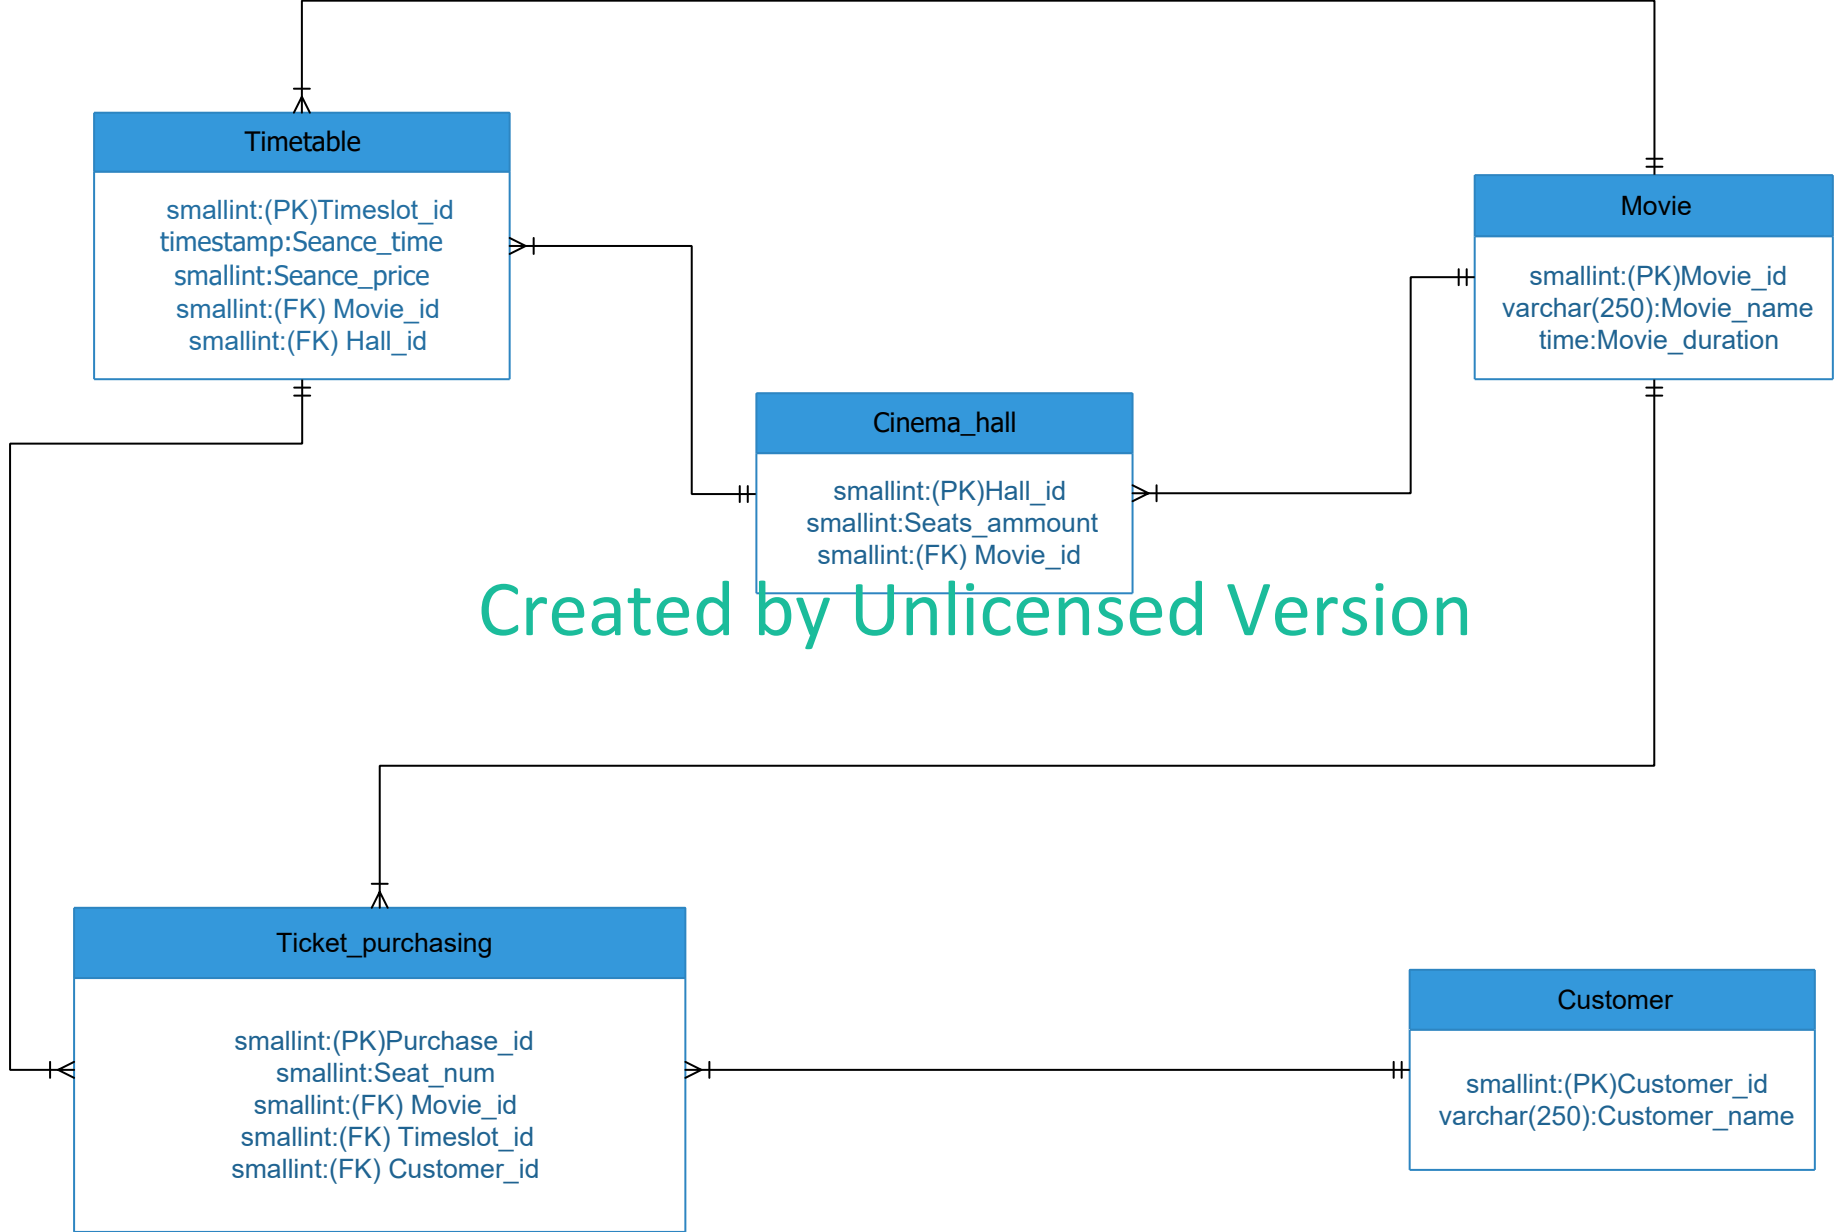 Timetable
smallint:(PK)Timeslot_id
timestamp:Seance_time
smallint:Seance_price
smallint:(FK) Movie_id
smallint:(FK) Hall_id
Movie
smallint:(PK)Movie_id
varchar(250):Movie_name
time:Movie_duration
Cinema_hall
smallint:(PK)Hall_id
smallint:Seats_ammount
smallint:(FK) Movie_id
Created by Unlicensed Version
Ticket_purchasing
smallint:(PK)Purchase_id
smallint:Seat_num
smallint:(FK) Movie_id
smallint:(FK) Timeslot_id
smallint:(FK) Customer_id
Customer
smallint:(PK)Customer_id
varchar(250):Customer_name